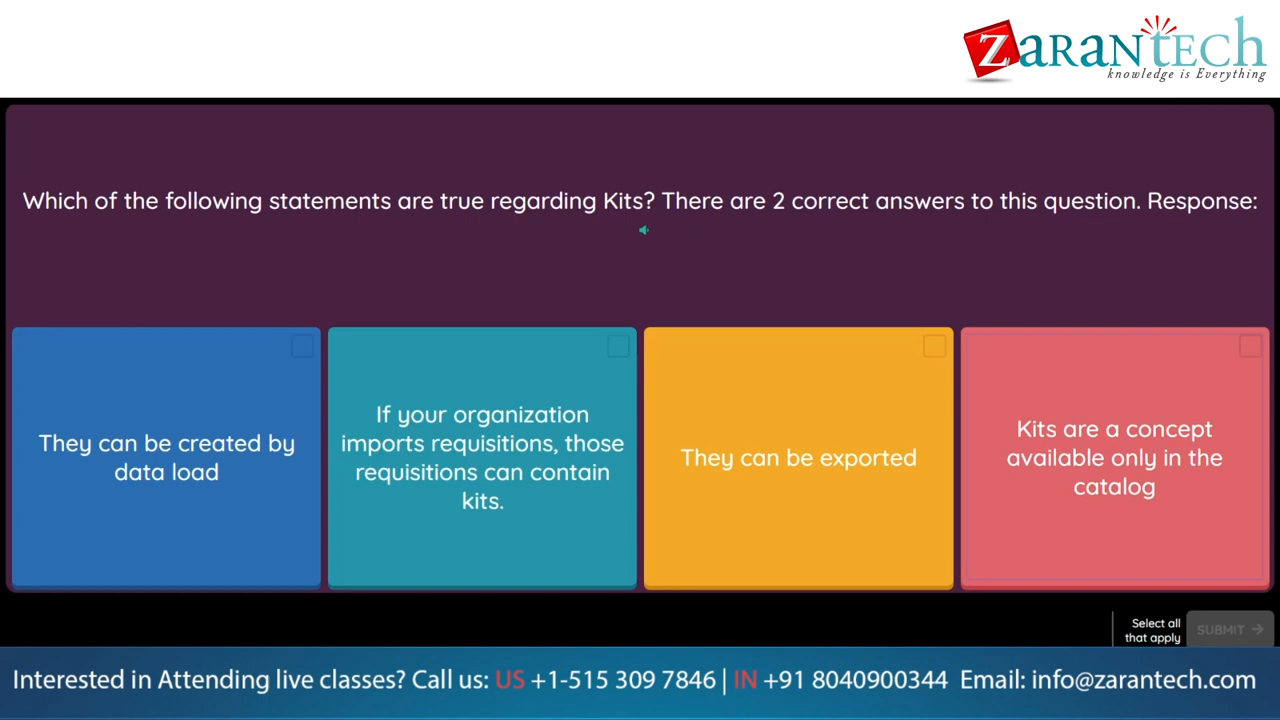 ZARANTECH
knowledge is Everything
Which of the following statements are true regarding Kits? There are 2 correct answers to this question. Response:
They can be created by
data load
If your organization
imports requisitions, those
requisitions can contain
kits.
They can be exported
Kits are a concept
available only in the
catalog
Select all
that apply
SUBMIT
Interested in Attending live classes? Call us: US +1-515 309 7846 | IN +91 8040900344 Email: info@zarantech.com